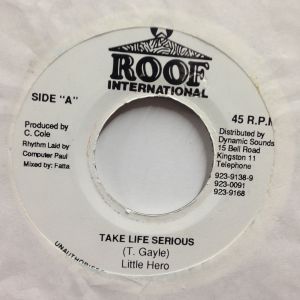 ROOF
INTERNATIONAL
SIDE "A"
45 R.P.M
Produced by
C. Cole
Rhythm Laid by
Computer Paul
Mixed by: Fatta
Distributed by
Dynamic Sounds
15 Bell Road
Kingston 11
Telephone
923-9138-9
923-0091
923-9168
TAKE LIFE SERIOUS
(T. Gayle)
Little Hero